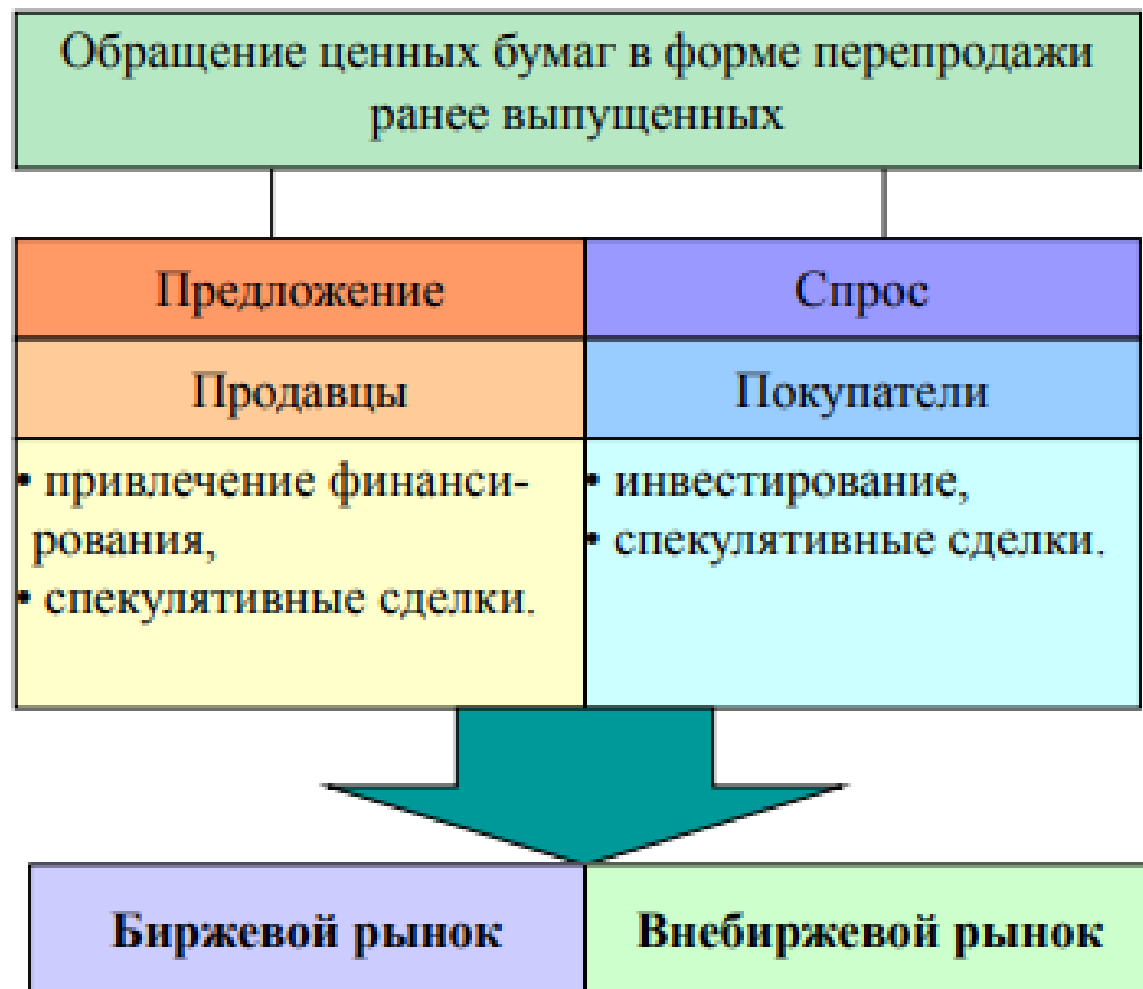 Обращение ценных бумаг в форме перепродажи
ранее выпущенных
Предложение
Спрос
Продавцы
Покупатели
• привлечение финанси-
рования,
• спекулятивные сделки.
• инвестирование,
• спекулятивные сделки.
Биржевой рынок
Внебиржевой рынок